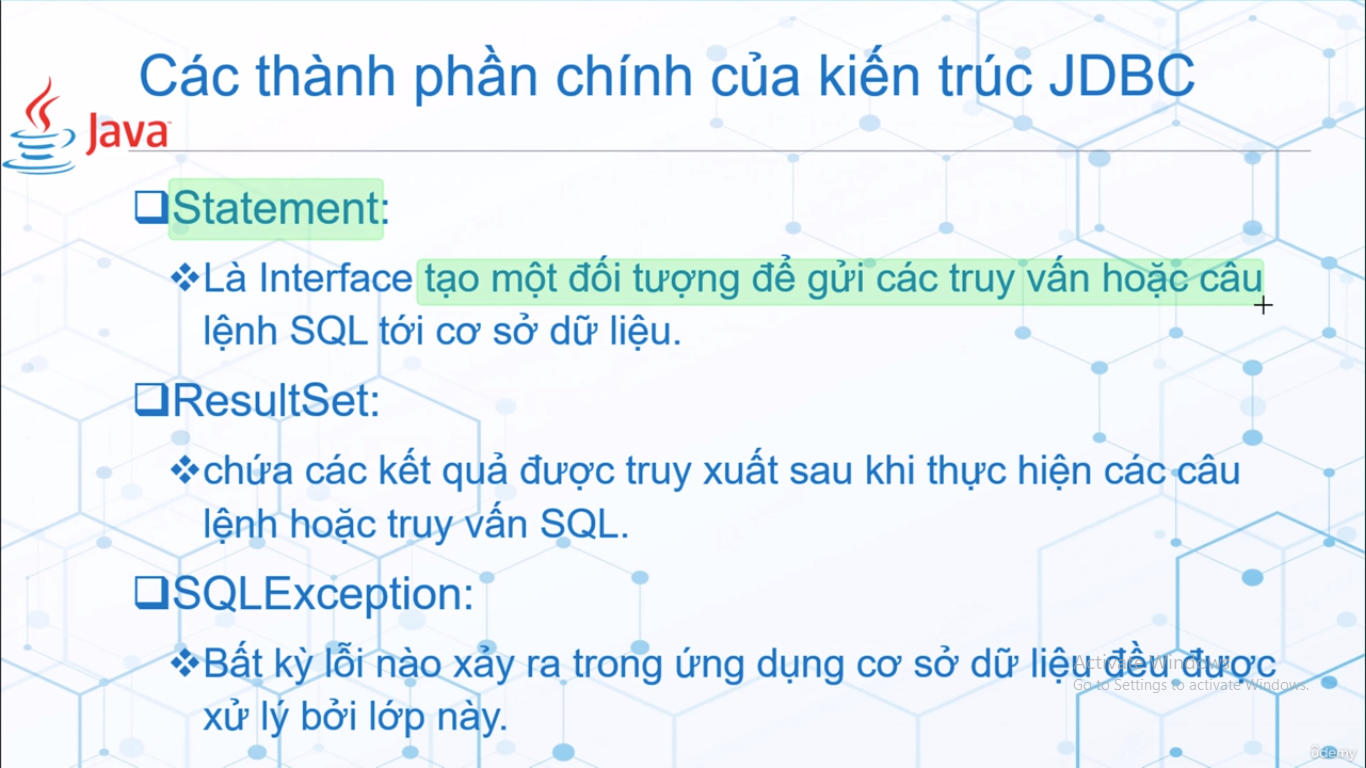 Các thành phần chính của kiến trúc JDBC
Java
Statement:
Là Interface tạo một đối tượng để gửi các truy vấn hoặc câu
lệnh SQL tới cơ sở dữ liệu.
ResultSet:
chứa các kết quả được truy xuất sau khi thực hiện các câu
lệnh hoặc truy vấn SQL.
SQLException:
Bất kỳ lỗi nào xảy ra trong ứng dụng cơ sở dữ liệu đều được
xử lý bởi lớp này.
Activate Windows
Go to Settings to activate Windows.
ûdemy